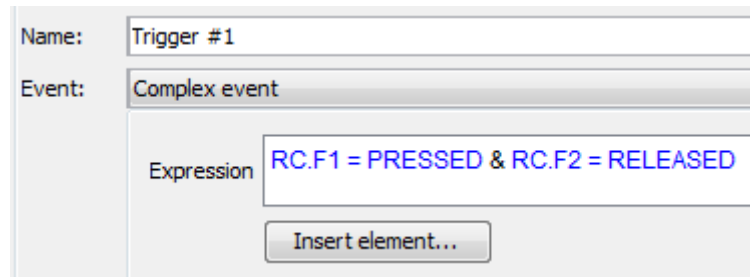 Name: Trigger #1
Event: Complex event
Expression RC.F1 = PRESSED & RC.F2 = RELEASED
Insert element...